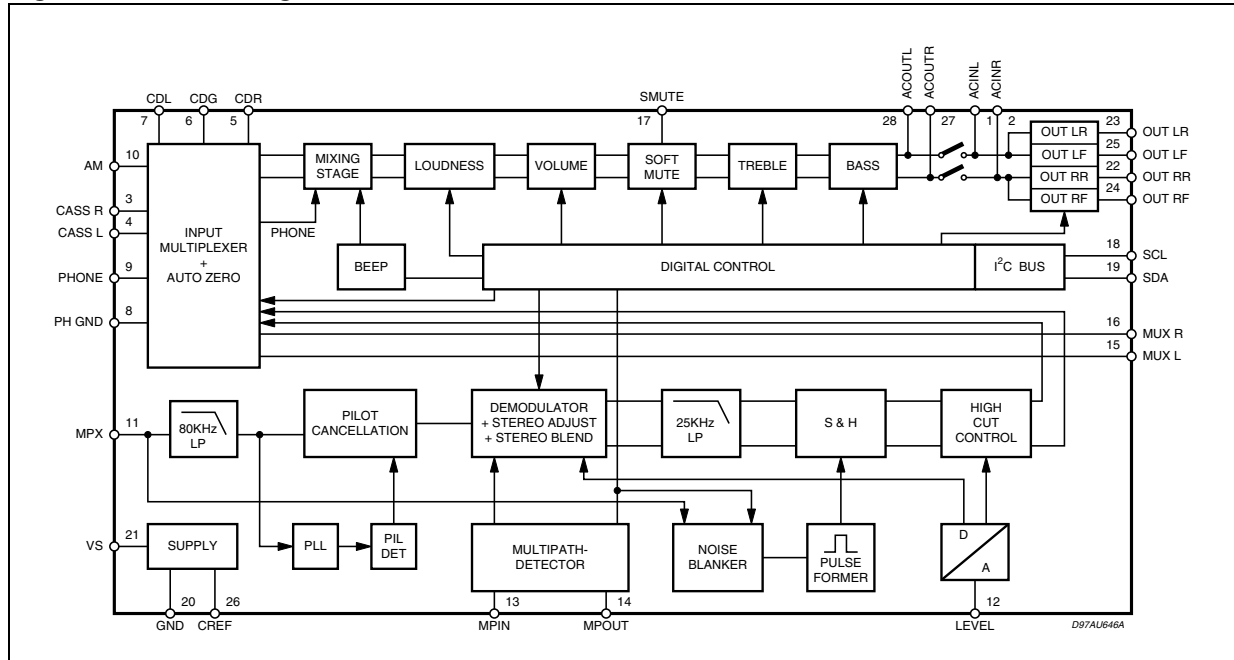 ACOUTL
ACOUTR
ACINL
ACINR
CDL CDG CDR
SMUTE
7 6 5
17
28 27 1 2
23
OUT LR
OUT LR
25
OUT LF
OUT LF
22
OUT RR
OUT RR
24
OUT RF
OUT RF
AM
10
MIXING
STAGE
LOUDNESS
VOLUME
SOFT
MUTE
TREBLE
BASS
CASS R
3
CASS L
4
PHONE
INPUT
MULTIPLEXER
+
AUTO ZERO
PHONE
9
BEEP
DIGITAL CONTROL
I²C BUS
18
SCL
19
SDA
PH GND
8
16
MUX R
15
MUX L
MPX
11
80KHz
LP
PILOT
CANCELLATION
DEMODULATOR
+ STEREO ADJUST
+ STEREO BLEND
25KHz
LP
S & H
HIGH
CUT
CONTROL
VS
21
SUPPLY
PLL
PIL
DET
MULTIPATH-
DETECTOR
NOISE
BLANKER
PULSE
FORMER
D
A
20 26
13 14
12
GND CREF
MPIN MPOUT
LEVEL
D97AU646A